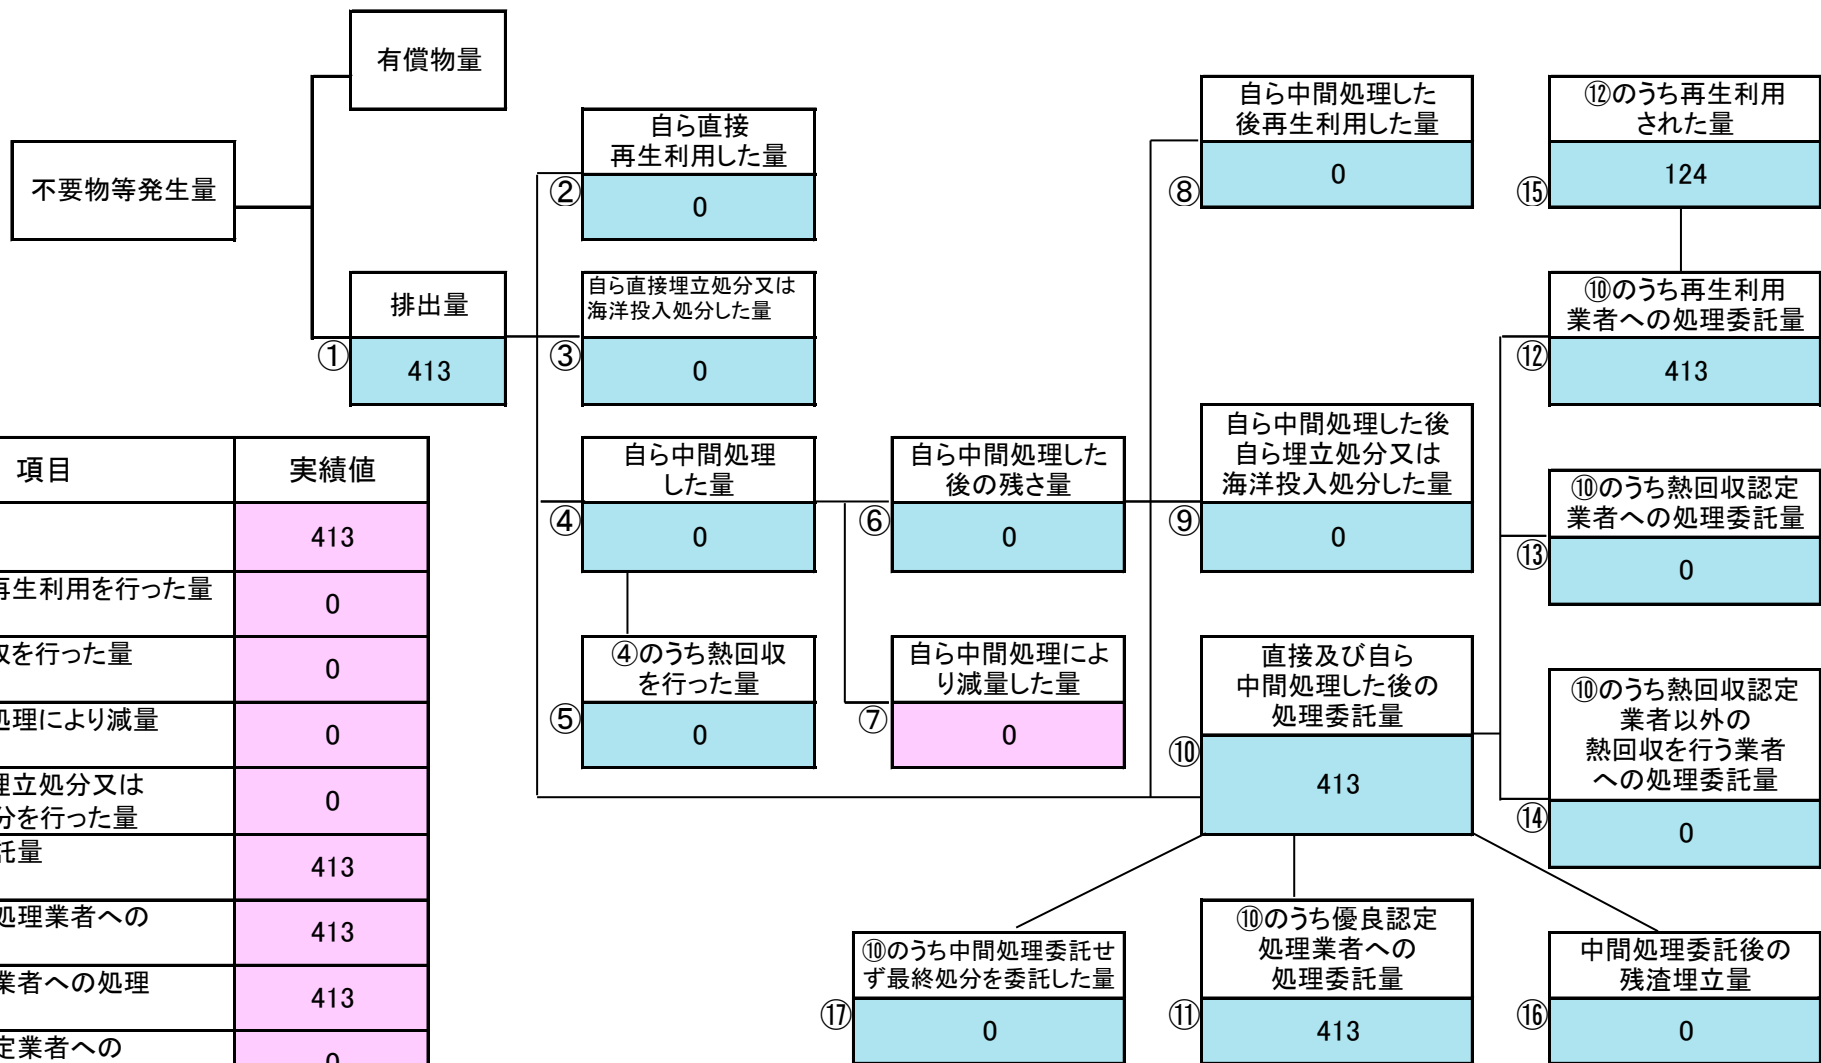 有償物量
不要物等発生量
排出量
①
413
自ら直接
再生利用した量
②
0
自ら直接埋立処分又は
海洋投入処分した量
③
0
自ら中間処理
した量
④
0
④のうち熱回収
を行った量
⑤
0
自ら中間処理した
後の残さ量
⑥
0
自ら中間処理によ
り減量した量
⑦
0
自ら中間処理した
後再生利用した量
⑧
0
自ら中間処理した後
自ら埋立処分又は
海洋投入処分した量
⑨
0
直接及び自ら
中間処理した後の
処理委託量
⑩
413
⑫のうち再生利用
された量
⑮
124
⑩のうち再生利用
業者への処理委託量
⑫
413
⑩のうち熱回収認定
業者への処理委託量
⑬
0
⑩のうち熱回収認定
業者以外の
熱回収を行う業者
への処理委託量
⑭
0
⑩のうち中間処理委託せ
ず最終処分を委託した量
⑰
0
⑩のうち優良認定
処理業者への
処理委託量
⑪
413
中間処理委託後の
残渣埋立量
⑯
0
項目 実績値
413
再生利用を行った量 0
収を行った量 0
処理により減量 0
埋立処分又は
分を行った量 0
託量 413
処理業者への 413
業者への処理 413
定業者への 0